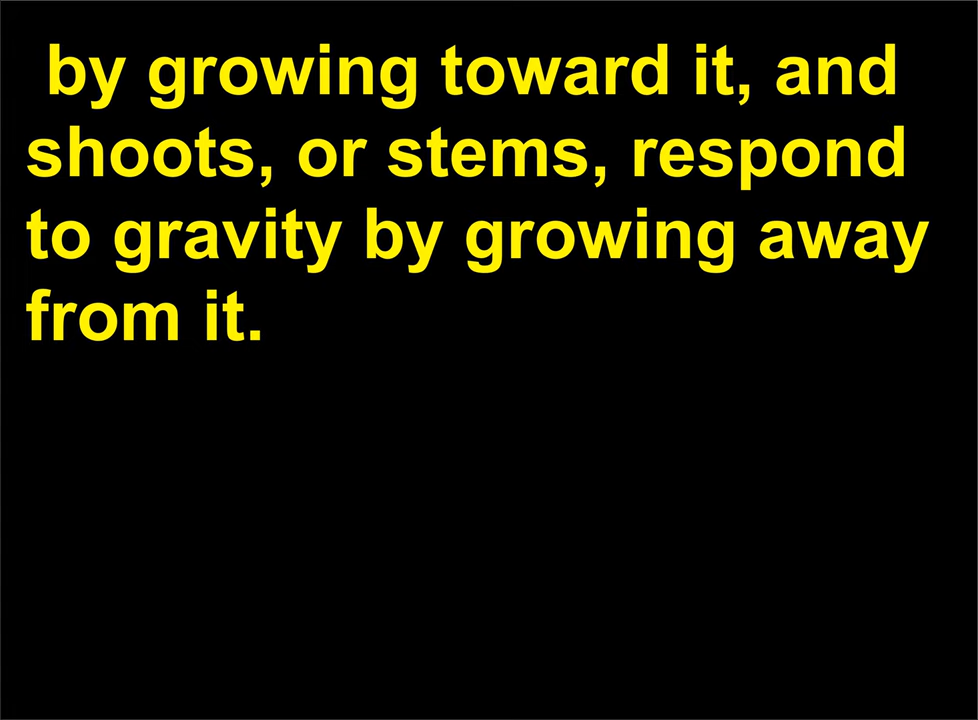 by growing toward it, and
shoots, or stems, respond
to gravity by growing away
from it.